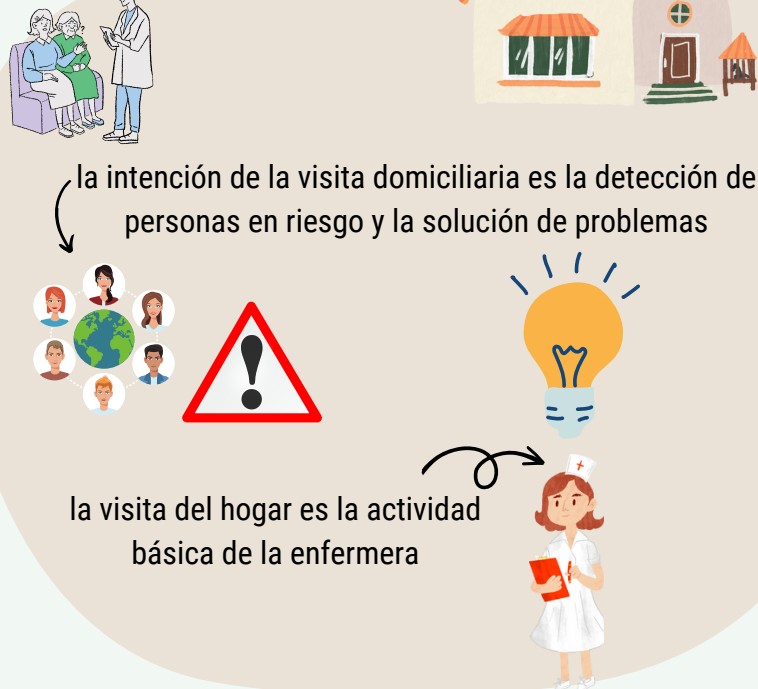 la intención de la visita domiciliaria es la detección de
personas en riesgo y la solución de problemas
la visita del hogar es la actividad
básica de la enfermera